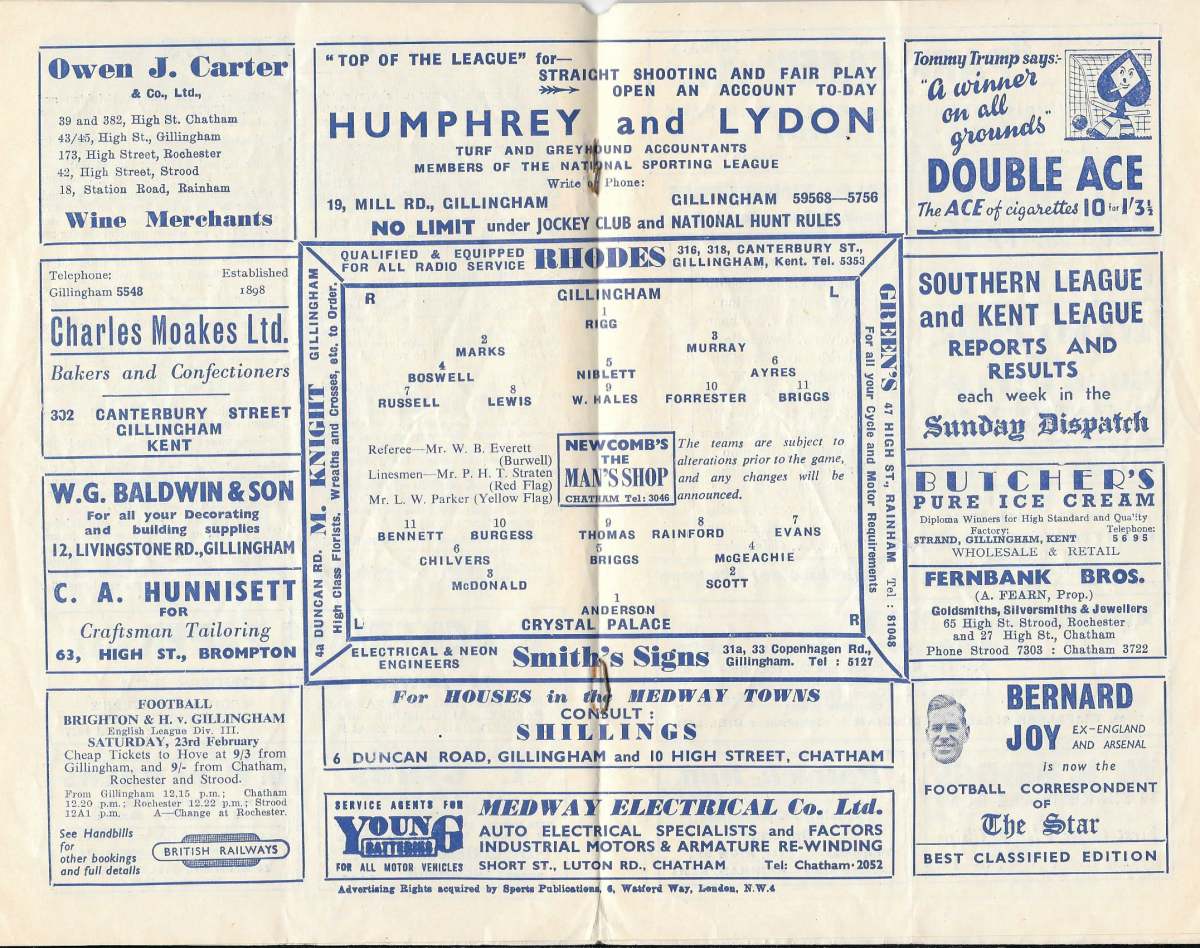 Owen J. Carter
& Co., Ltd.,
39 and 382, High St. Chatham
43/45, High St., Gillingham
173, High Street, Rochester
42, High Street, Strood
18, Station Road, Rainham
Wine Merchants
"TOP OF THE LEAGUE" for—
STRAIGHT SHOOTING AND FAIR PLAY
OPEN AN ACCOUNT TO-DAY
HUMPHREY and LYDON
TURF AND GREYHOUND ACCOUNTANTS
MEMBERS OF THE NATIONAL SPORTING LEAGUE
Write or Phone:
19, MILL RD., GILLINGHAM GILLINGHAM 59568—5756
NO LIMIT under JOCKEY CLUB and NATIONAL HUNT RULES
Tommy Trump says:-
"A winner
on all
grounds"
DOUBLE ACE
The ACE of cigarettes 10 for 1/3½
Telephone: Established
Gillingham 5548 1898
Charles Moakes Ltd.
Bakers and Confectioners
302 CANTERBURY STREET
GILLINGHAM
KENT
W.G. BALDWIN & SON
For all your Decorating
and building supplies
12, LIVINGSTONE RD., GILLINGHAM
C. A. HUNNISETT
FOR
Craftsman Tailoring
63, HIGH ST., BROMPTON
FOOTBALL
BRIGHTON & H. v. GILLINGHAM
English League Div. III.
SATURDAY, 23rd February
Cheap Tickets to Hove at 9/3 from
Gillingham, and 9/- from Chatham,
Rochester and Strood.
From Gillingham 12.15 p.m.; Chatham
12.20 p.m.; Rochester 12.22 p.m.; Strood
12A1 p.m. A—Change at Rochester.
See Handbills
for
other bookings
and full details
BRITISH RAILWAYS
QUALIFIED & EQUIPPED
FOR ALL RADIO SERVICE
RHODES
316, 318, CANTERBURY ST.,
GILLINGHAM, Kent. Tel. 5353
4a DUNCAN RD. M. KNIGHT GILLINGHAM
High Class Florists. Wreaths and Crosses, etc. to Order.
R GILLINGHAM L
1
RIGG
2 3
MARKS MURRAY
4 5 6
BOSWELL NIBLETT AYRES
7 8 9 10 11
RUSSELL LEWIS W. HALES FORRESTER BRIGGS
Referee—Mr. W. B. Everett
(Burwell)
Linesmen—Mr. P. H. T. Straten
(Red Flag)
Mr. L. W. Parker (Yellow Flag)
NEWCOMB'S
THE
MAN'S SHOP
CHATHAM Tel: 3046
The teams are subject to
alterations prior to the game,
and any changes will be
announced.
11 10 9 8 7
BENNETT BURGESS THOMAS RAINFORD EVANS
6 5 4
CHILVERS BRIGGS McGEACHIE
3 2
McDONALD SCOTT
1
ANDERSON
L CRYSTAL PALACE R
GREEN'S 47 HIGH ST., RAINHAM Tel: 81048
For all your Cycle and Motor Requirements
ELECTRICAL & NEON
ENGINEERS
Smith's Signs
31a, 33 Copenhagen Rd.,
Gillingham. Tel: 5127
For HOUSES in the MEDWAY TOWNS
CONSULT:
SHILLINGS
6 DUNCAN ROAD, GILLINGHAM and 10 HIGH STREET, CHATHAM
SERVICE AGENTS FOR
YOUNG
BATTERIES
FOR ALL MOTOR VEHICLES
MEDWAY ELECTRICAL Co. Ltd.
AUTO ELECTRICAL SPECIALISTS and FACTORS
INDUSTRIAL MOTORS & ARMATURE RE-WINDING
SHORT ST., LUTON RD., CHATHAM Tel: Chatham·2052
Advertising Rights acquired by Sports Publications, 6, Watford Way, London, N.W.4
SOUTHERN LEAGUE
and KENT LEAGUE
REPORTS AND
RESULTS
each week in the
Sunday Dispatch
BUTCHER'S
PURE ICE CREAM
Diploma Winners for High Standard and Quality
Factory: Telephone:
STRAND, GILLINGHAM, KENT 5695
WHOLESALE & RETAIL
FERNBANK BROS.
(A. FEARN, Prop.)
Goldsmiths, Silversmiths & Jewellers
65 High St. Strood, Rochester
and 27 High St., Chatham
Phone Strood 7303 : Chatham 3722
BERNARD
JOY EX-ENGLAND
AND ARSENAL
is now the
FOOTBALL CORRESPONDENT
OF
The Star
BEST CLASSIFIED EDITION